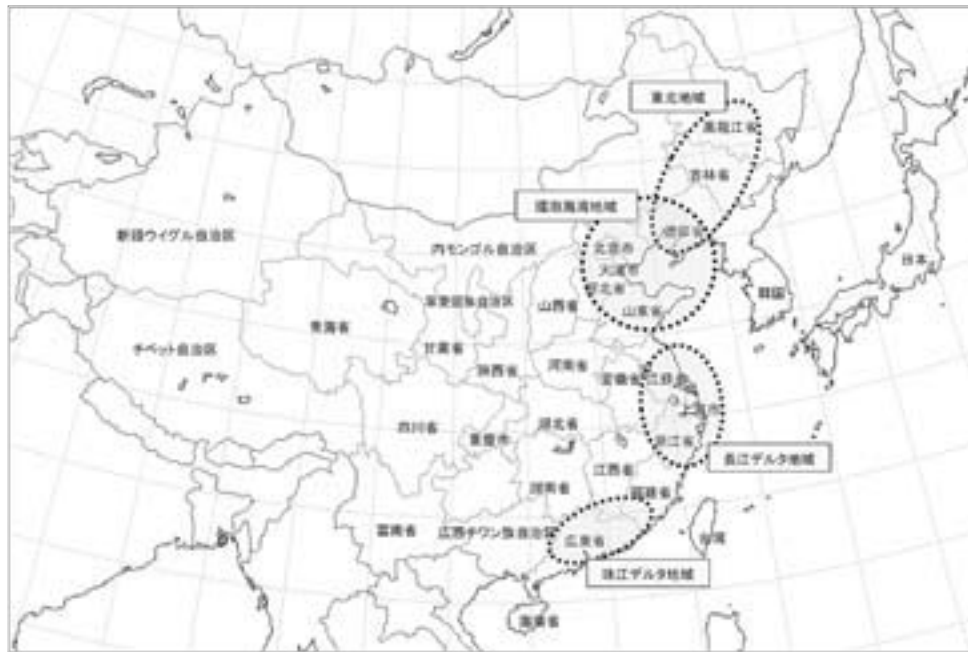 東北地域
黒龍江省
吉林省
環渤海湾地域
遼寧省
北京市
新疆ウイグル自治区
内モンゴル自治区
天津市
日本
河北省
韓国
寧夏回族自治区
山西省
山東省
青海省
チベット自治区
甘粛省
河南省
陝西省
安徽省
江蘇省
上海市
四川省
湖北省
重慶市
浙江省
長江デルタ地域
江西省
湖南省
福建省
雲南省
広西チワン族自治区
広東省
台湾
珠江デルタ地域
海南省